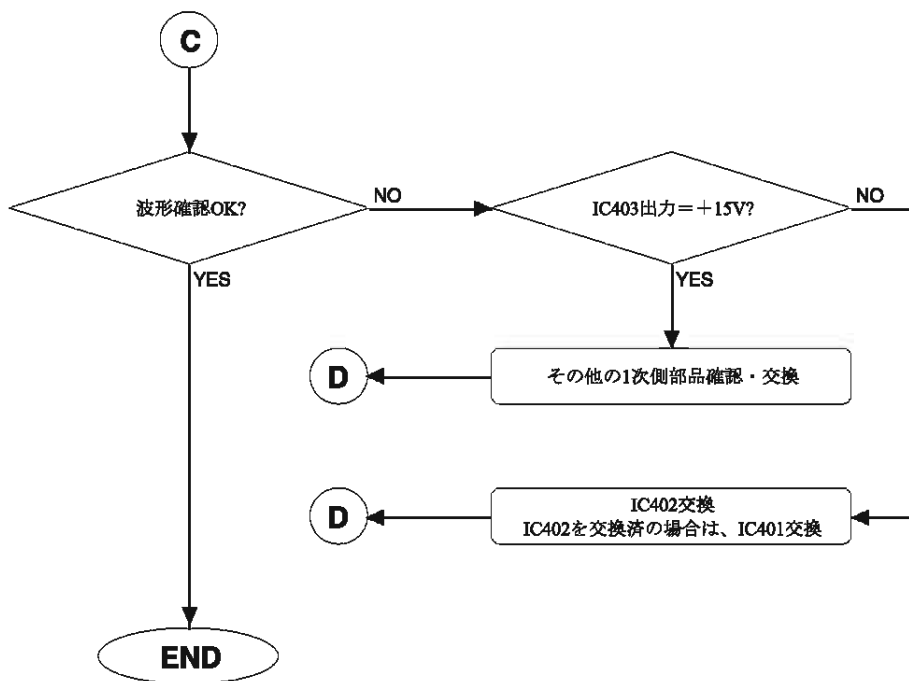 C
波形確認OK?
NO
IC403出力=+15V?
NO
YES
YES
D
その他の1次側部品確認・交換
D
IC402交換
IC402を交換済の場合は、IC401交換
END